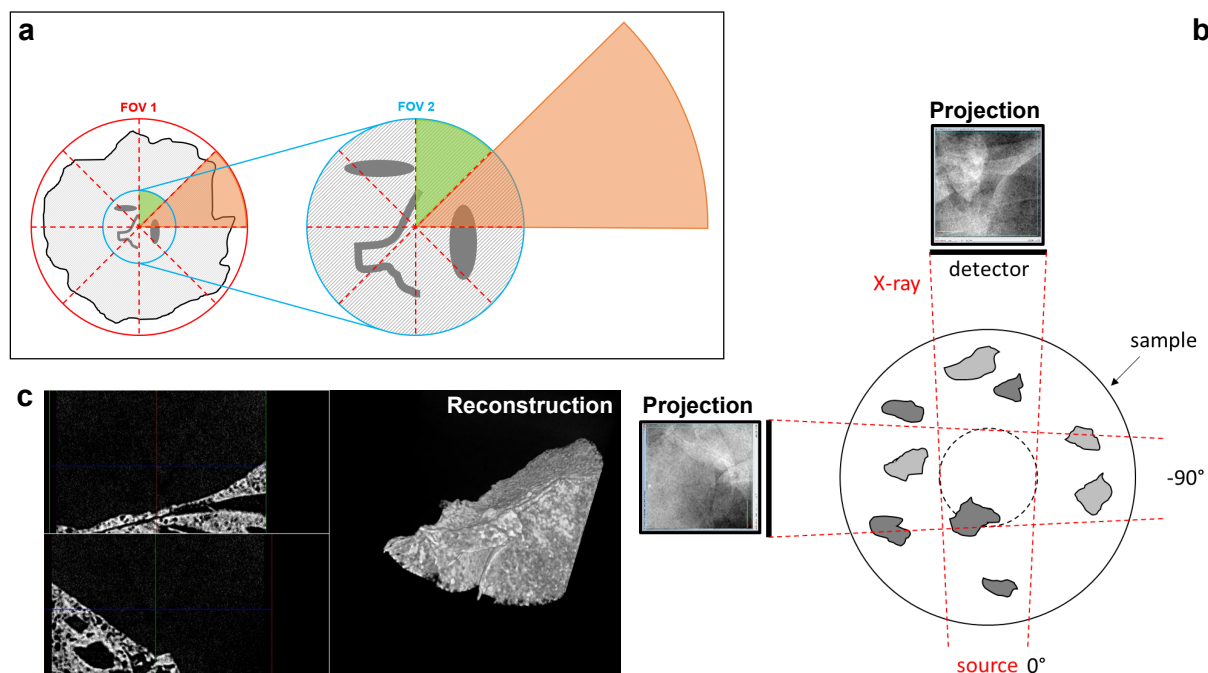 a
FOV 1
FOV 2
b
Projection
detector
X-ray
sample
Projection
-90°
source 0°
c
Reconstruction